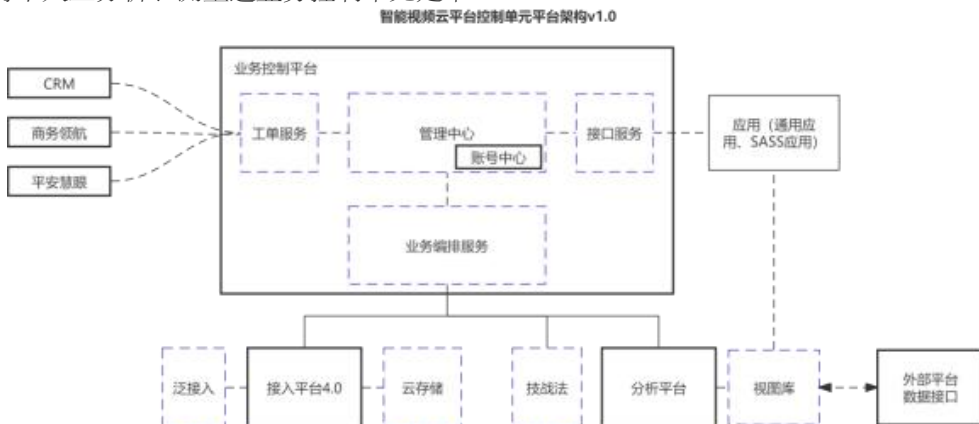 智能视频云平台控制单元平台架构v1.0
业务控制平台
CRM
商务领航
平安慧眼
工单服务
管理中心
账号中心
接口服务
应用（通用应
用、SASS应用）
业务编排服务
泛接入
接入平台4.0
云存储
技战法
分析平台
视图库
外部平台
数据接口